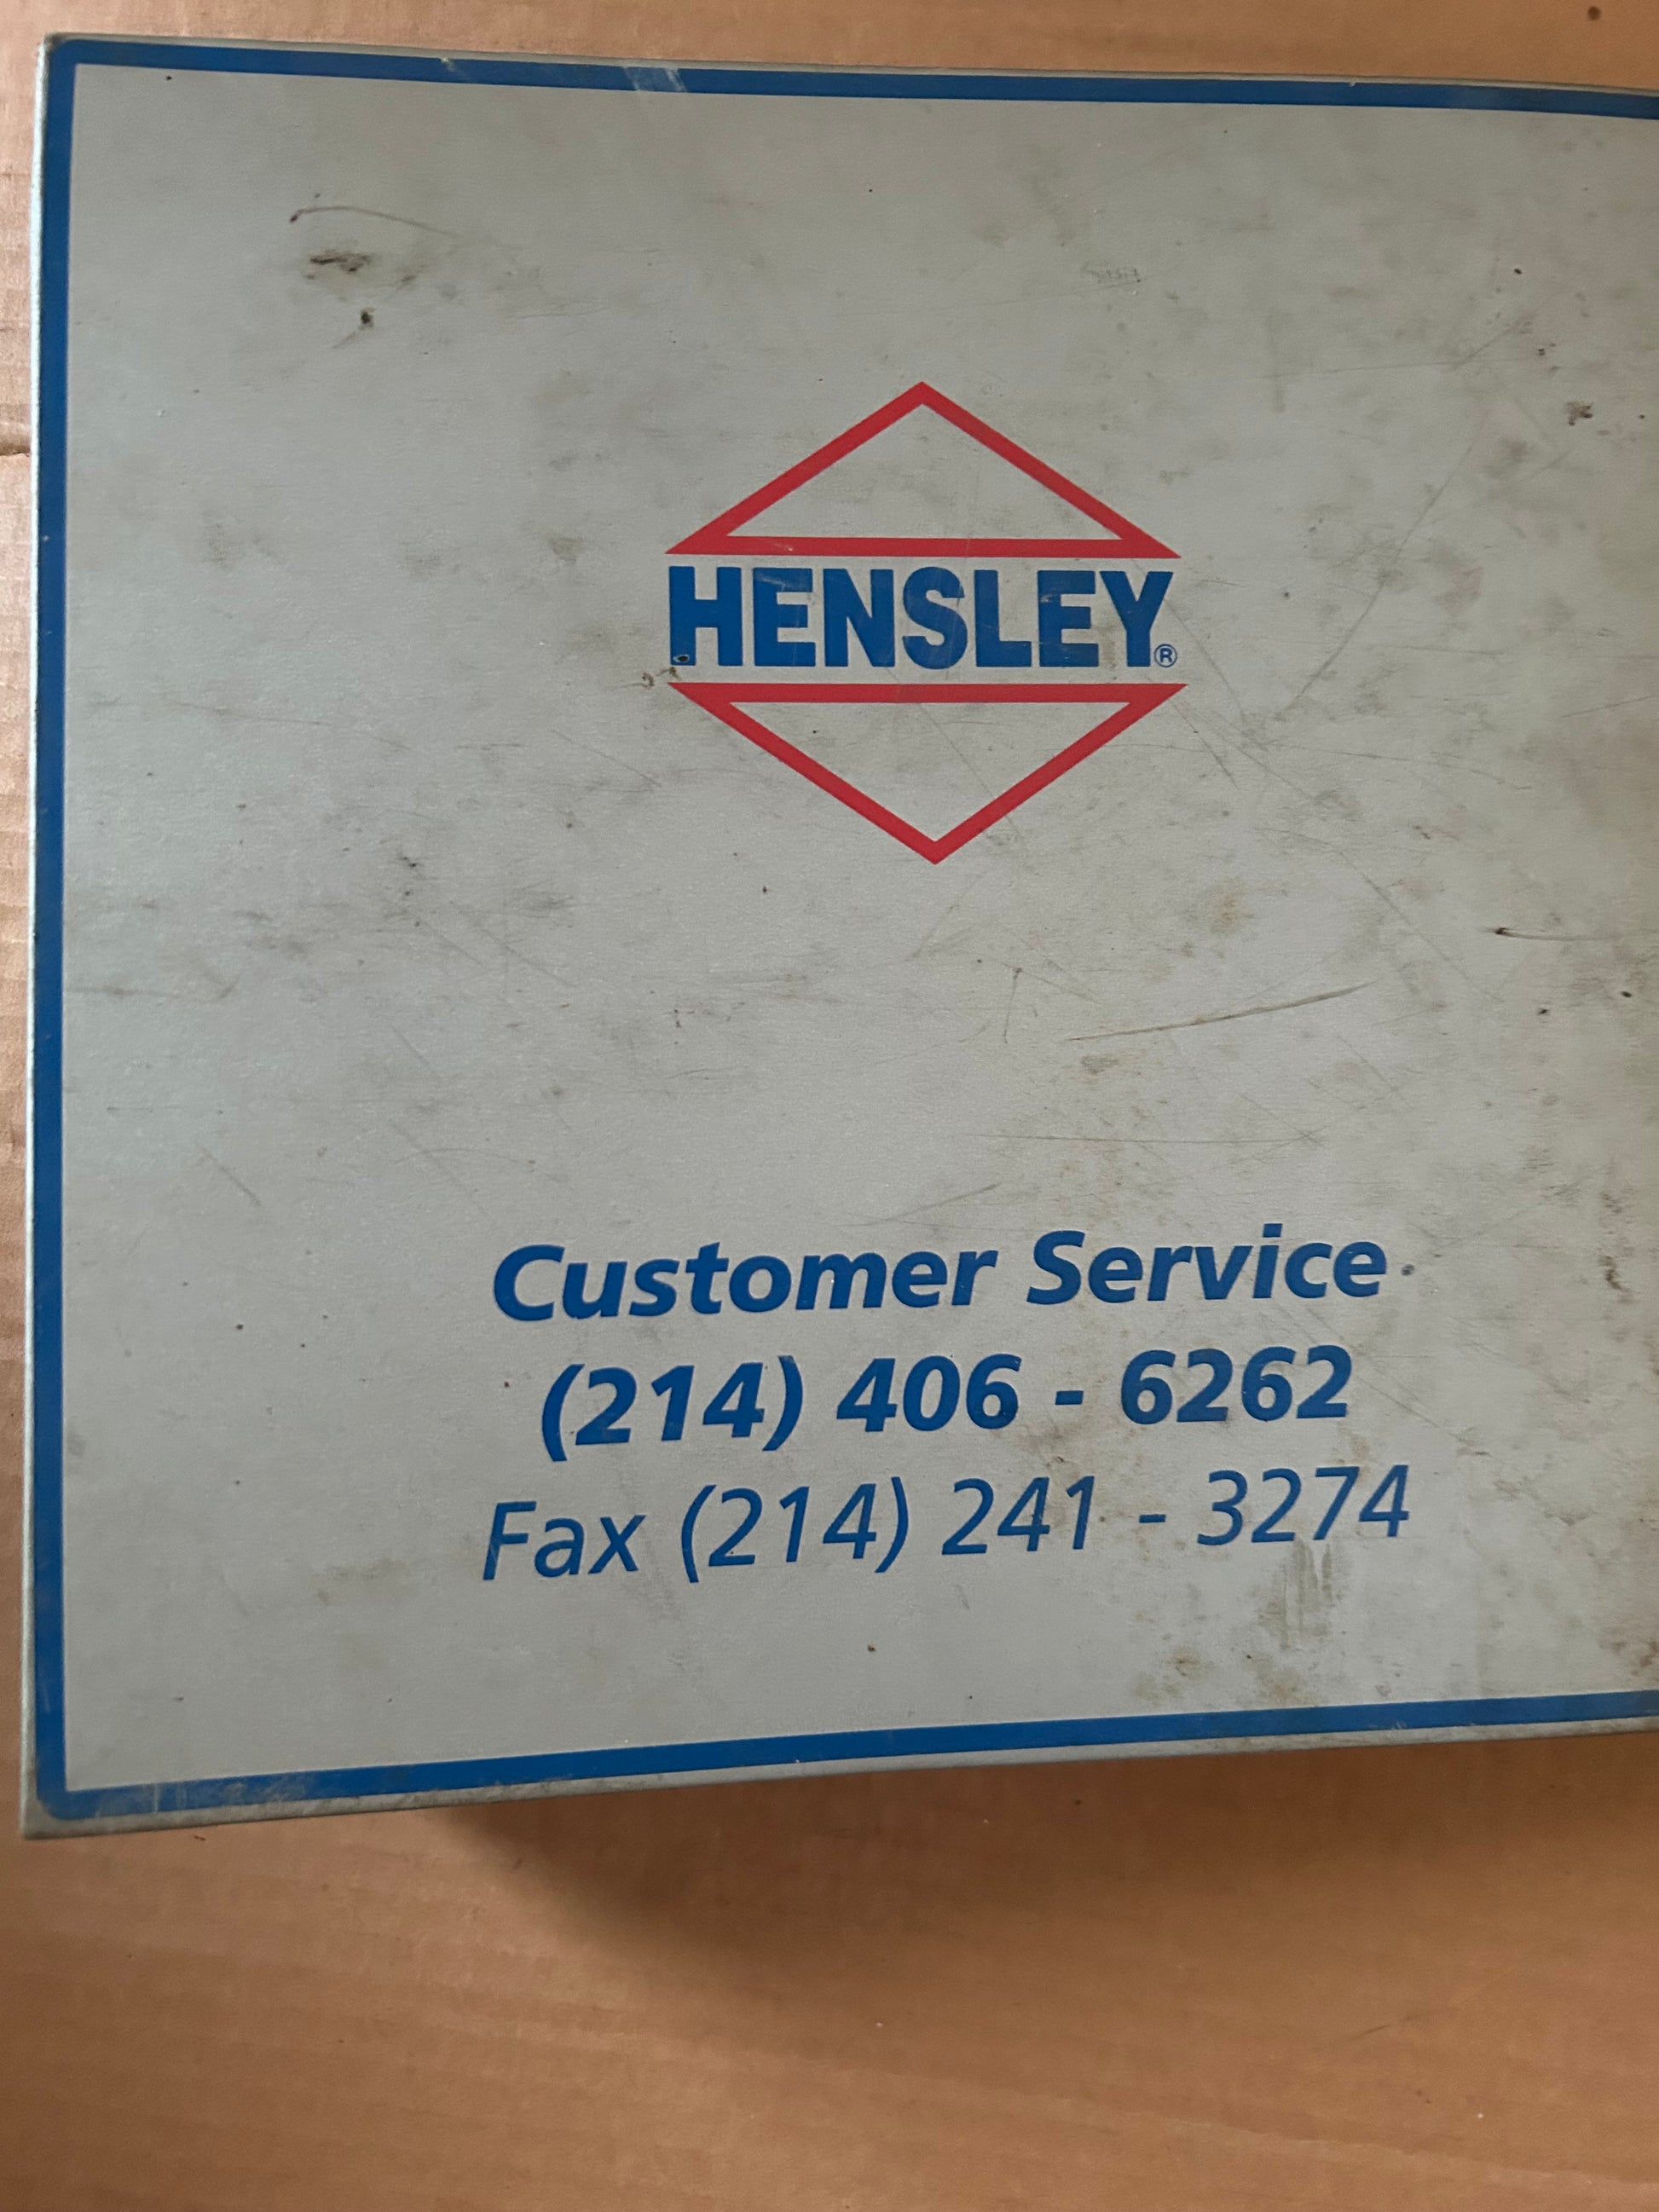 HENSLEY®
Customer Service
(214) 406 - 6262
Fax (214) 241 - 3274